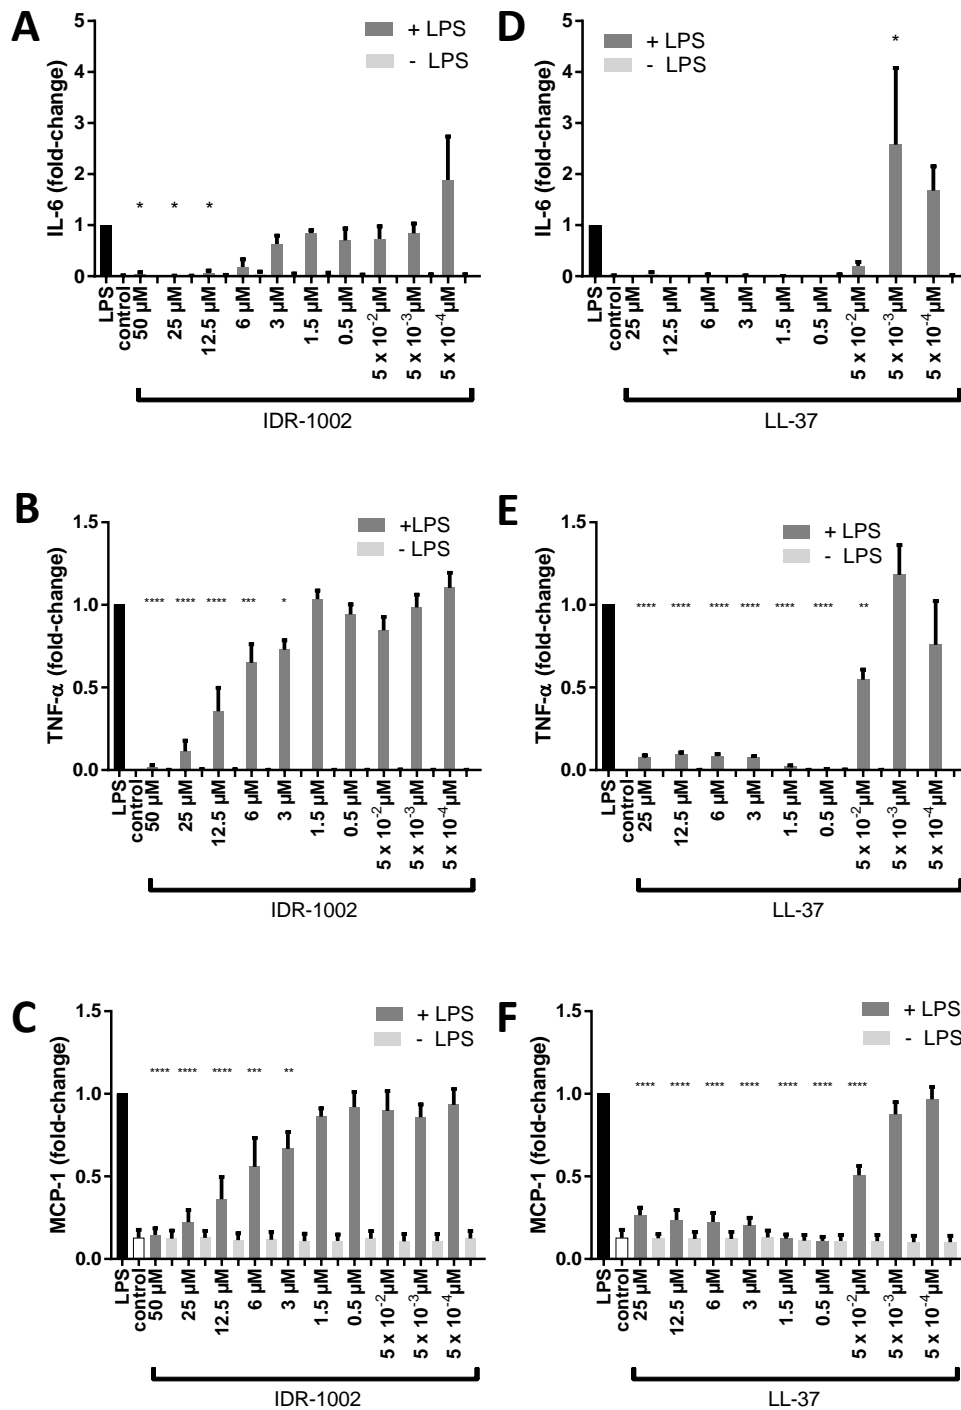 A
5
4
3
2
1
0
IL-6 (fold-change)
+ LPS
- LPS
* * *
LPS
control
50 µM
25 µM
12.5 µM
6 µM
3 µM
1.5 µM
0.5 µM
5 x 10⁻² µM
5 x 10⁻³ µM
5 x 10⁻⁴ µM
IDR-1002
D
5
4
3
2
1
0
IL-6 (fold-change)
+ LPS
- LPS
*
LPS
control
25 µM
12.5 µM
6 µM
3 µM
1.5 µM
0.5 µM
5 x 10⁻² µM
5 x 10⁻³ µM
5 x 10⁻⁴ µM
LL-37
B
1.5
1.0
0.5
0.0
TNF-α (fold-change)
+LPS
- LPS
**** **** **** *** *
LPS
control
50 µM
25 µM
12.5 µM
6 µM
3 µM
1.5 µM
0.5 µM
5 x 10⁻² µM
5 x 10⁻³ µM
5 x 10⁻⁴ µM
IDR-1002
E
1.5
1.0
0.5
0.0
TNF-α (fold-change)
+ LPS
- LPS
**** **** **** **** **** **** **
LPS
control
25 µM
12.5 µM
6 µM
3 µM
1.5 µM
0.5 µM
5 x 10⁻² µM
5 x 10⁻³ µM
5 x 10⁻⁴ µM
LL-37
C
1.5
1.0
0.5
0.0
MCP-1 (fold-change)
+ LPS
- LPS
**** **** **** *** **
LPS
control
50 µM
25 µM
12.5 µM
6 µM
3 µM
1.5 µM
0.5 µM
5 x 10⁻² µM
5 x 10⁻³ µM
5 x 10⁻⁴ µM
IDR-1002
F
1.5
1.0
0.5
0.0
MCP-1 (fold-change)
+ LPS
- LPS
**** **** **** **** **** **** ****
LPS
control
25 µM
12.5 µM
6 µM
3 µM
1.5 µM
0.5 µM
5 x 10⁻² µM
5 x 10⁻³ µM
5 x 10⁻⁴ µM
LL-37